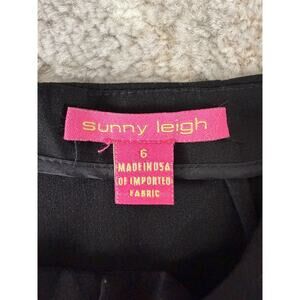 sunny leigh
6
MADE IN USA
OF IMPORTED
FABRIC